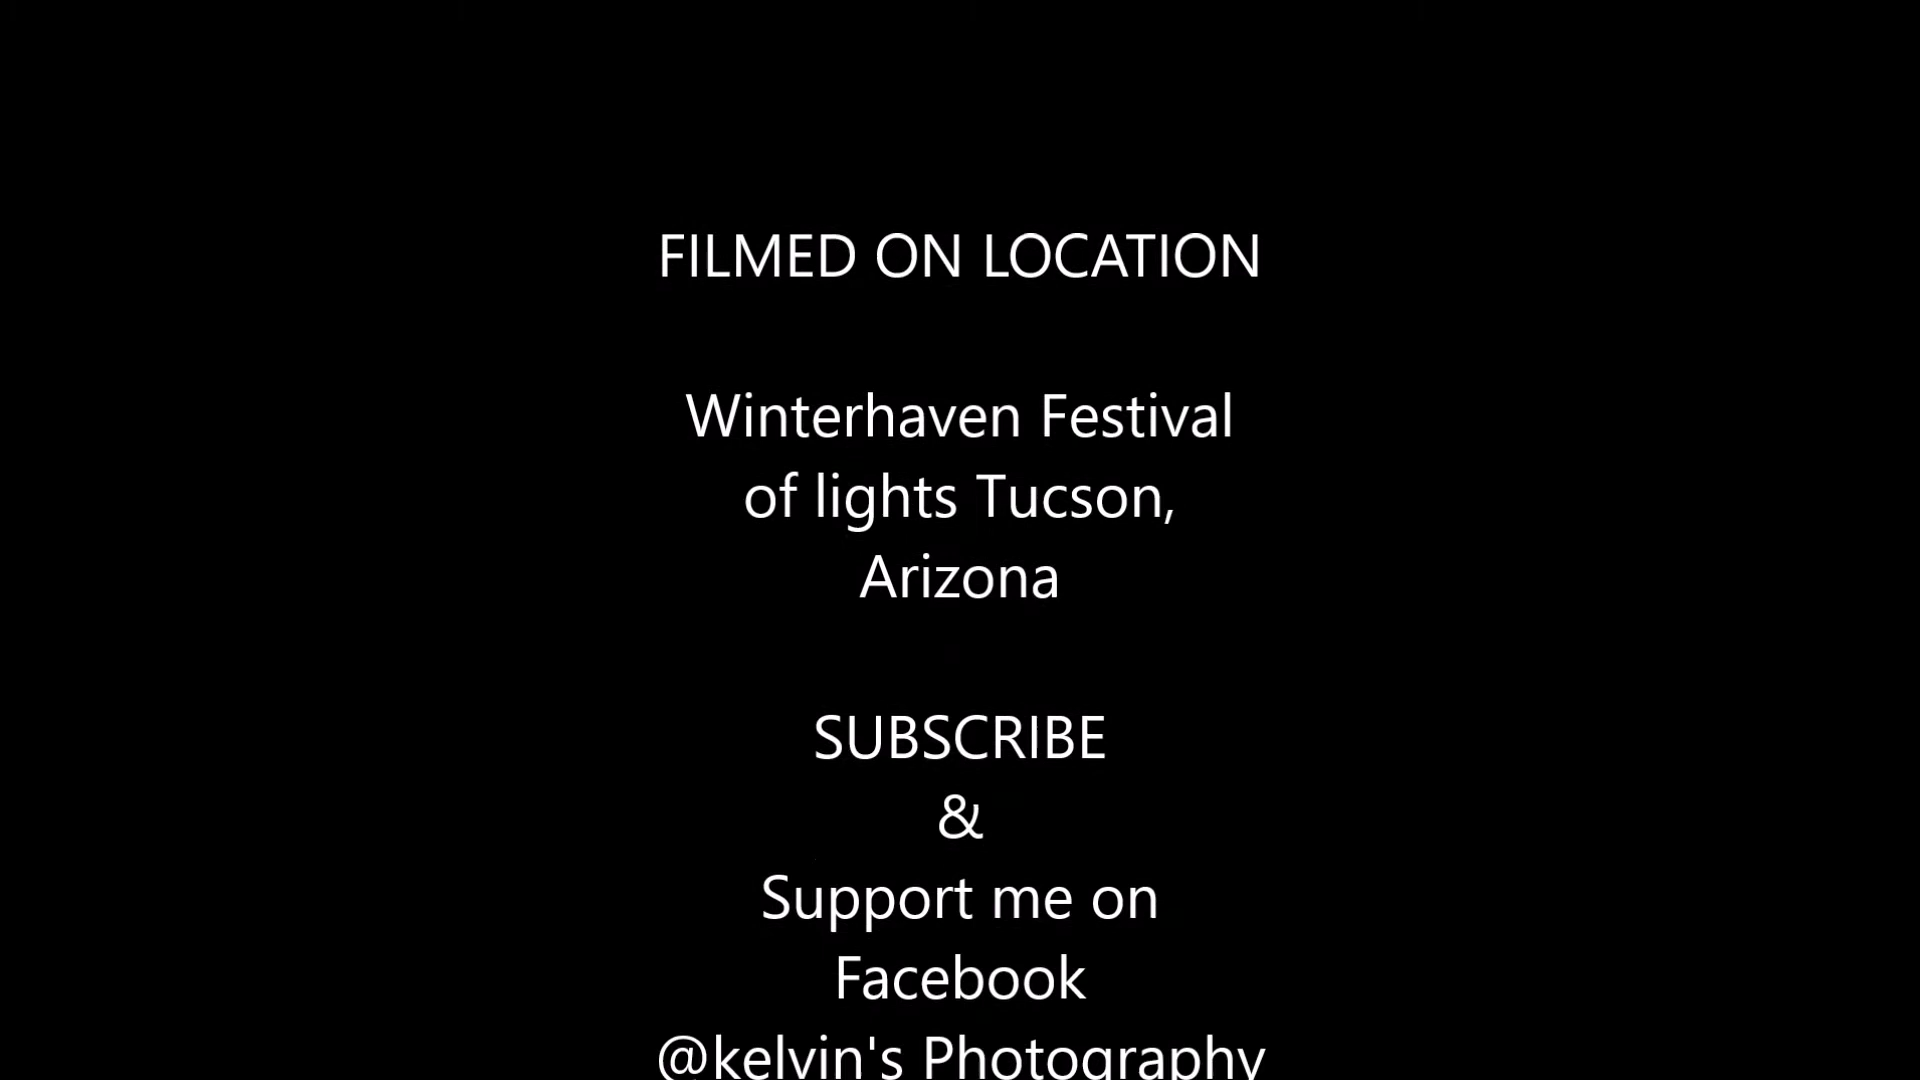 FILMED ON LOCATION
Winterhaven Festival
of lights Tucson,
Arizona
SUBSCRIBE
&
Support me on
Facebook
@kelvin's Photography